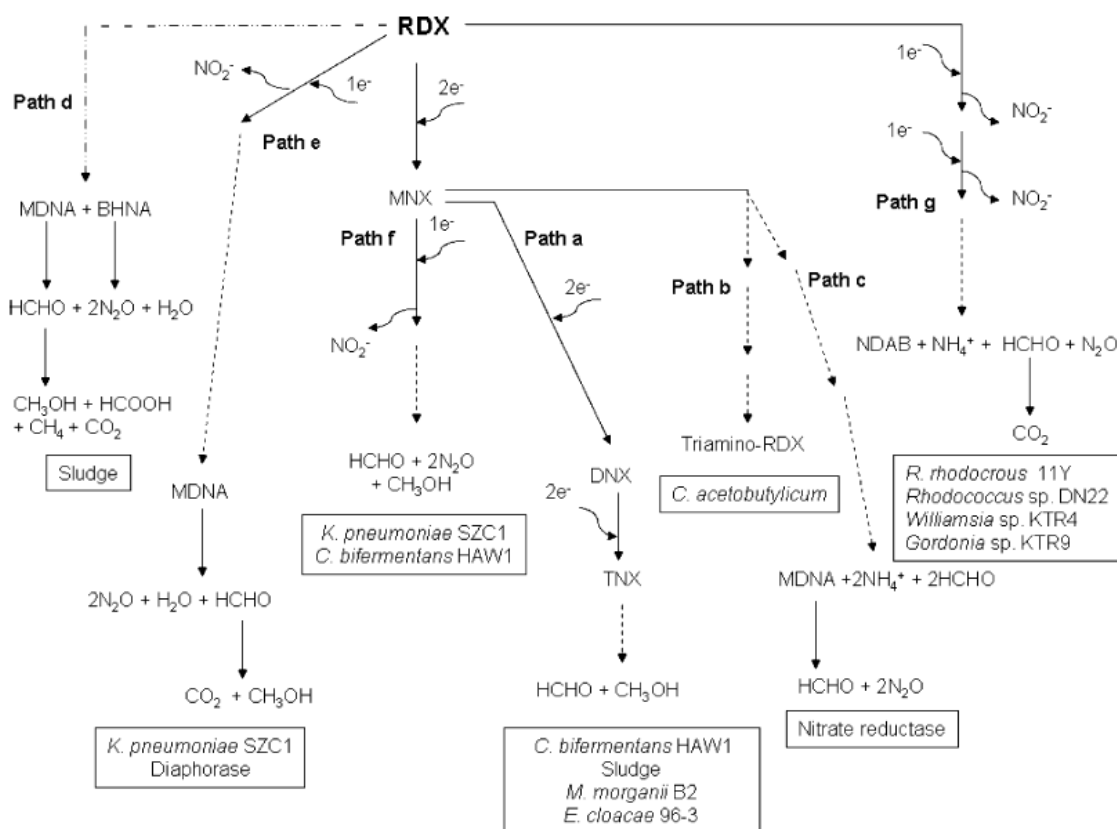 RDX
NO₂⁻
1e⁻
2e⁻
1e⁻
NO₂⁻
Path d
Path e
1e⁻
NO₂⁻
MDNA + BHNA
MNX
Path g
Path f
1e⁻
Path a
Path b
Path c
2e⁻
HCHO + 2N₂O + H₂O
NO₂⁻
NDAB + NH₄⁺ + HCHO + N₂O
CH₃OH + HCOOH
+ CH₄ + CO₂
Sludge
MDNA
HCHO + 2N₂O
+ CH₃OH
K. pneumoniae SZC1
C. bifermentans HAW1
DNX
2e⁻
TNX
Triamino-RDX
C. acetobutylicum
CO₂
R. rhodocrous 11Y
Rhodococcus sp. DN22
Williamsia sp. KTR4
Gordonia sp. KTR9
2N₂O + H₂O + HCHO
MDNA +2NH₄⁺ + 2HCHO
CO₂ + CH₃OH
HCHO + CH₃OH
HCHO + 2N₂O
Nitrate reductase
K. pneumoniae SZC1
Diaphorase
C. bifermentans HAW1
Sludge
M. morganii B2
E. cloacae 96-3